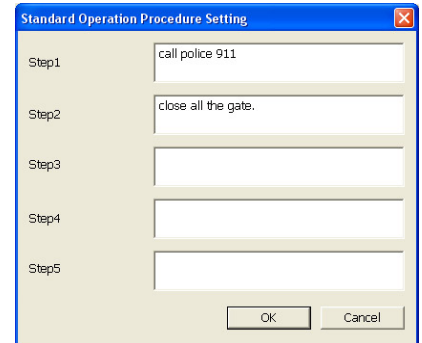 Standard Operation Procedure Setting
Step1
call police 911
Step2
close all the gate.
Step3
Step4
Step5
OK
Cancel